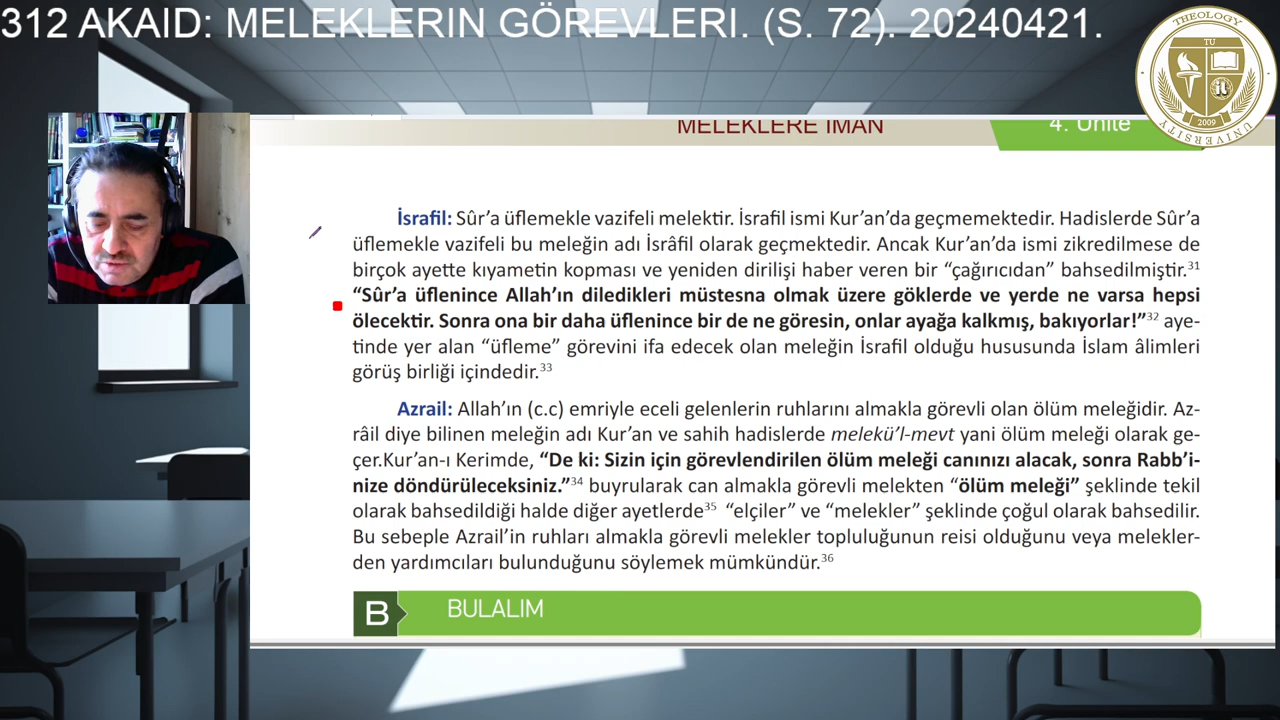 312 AKAID: MELEKLERIN GÖREVLERI. (S. 72). 20240421.
THEOLOGY
TU
2009
UNIVERSITY
MELEKLERE İMAN
4. Ünite
İsrafil: Sûr’a üflemekle vazifeli melektir. İsrafil ismi Kur’an’da geçmemektedir. Hadislerde Sûr’a
üflemekle vazifeli bu meleğin adı İsrâfil olarak geçmektedir. Ancak Kur’an’da ismi zikredilmese de
birçok ayette kıyametin kopması ve yeniden dirilişi haber veren bir “çağırıcıdan” bahsedilmiştir.31
“Sûr’a üflenince Allah’ın diledikleri müstesna olmak üzere göklerde ve yerde ne varsa hepsi
ölecektir. Sonra ona bir daha üflenince bir de ne göresin, onlar ayağa kalkmış, bakıyorlar!”32 aye-
tinde yer alan “üfleme” görevini ifa edecek olan meleğin İsrafil olduğu hususunda İslam âlimleri
görüş birliği içindedir.33
Azrail: Allah’ın (c.c) emriyle eceli gelenlerin ruhlarını almakla görevli olan ölüm meleğidir. Az-
râil diye bilinen meleğin adı Kur’an ve sahih hadislerde melekü’l-mevt yani ölüm meleği olarak ge-
çer.Kur’an-ı Kerimde, “De ki: Sizin için görevlendirilen ölüm meleği canınızı alacak, sonra Rabb’i-
nize döndürüleceksiniz.”34 buyrularak can almakla görevli melekten “ölüm meleği” şeklinde tekil
olarak bahsedildiği halde diğer ayetlerde35 “elçiler” ve “melekler” şeklinde çoğul olarak bahsedilir.
Bu sebeple Azrail’in ruhları almakla görevli melekler topluluğunun reisi olduğunu veya melekler-
den yardımcıları bulunduğunu söylemek mümkündür.36
B BULALIM